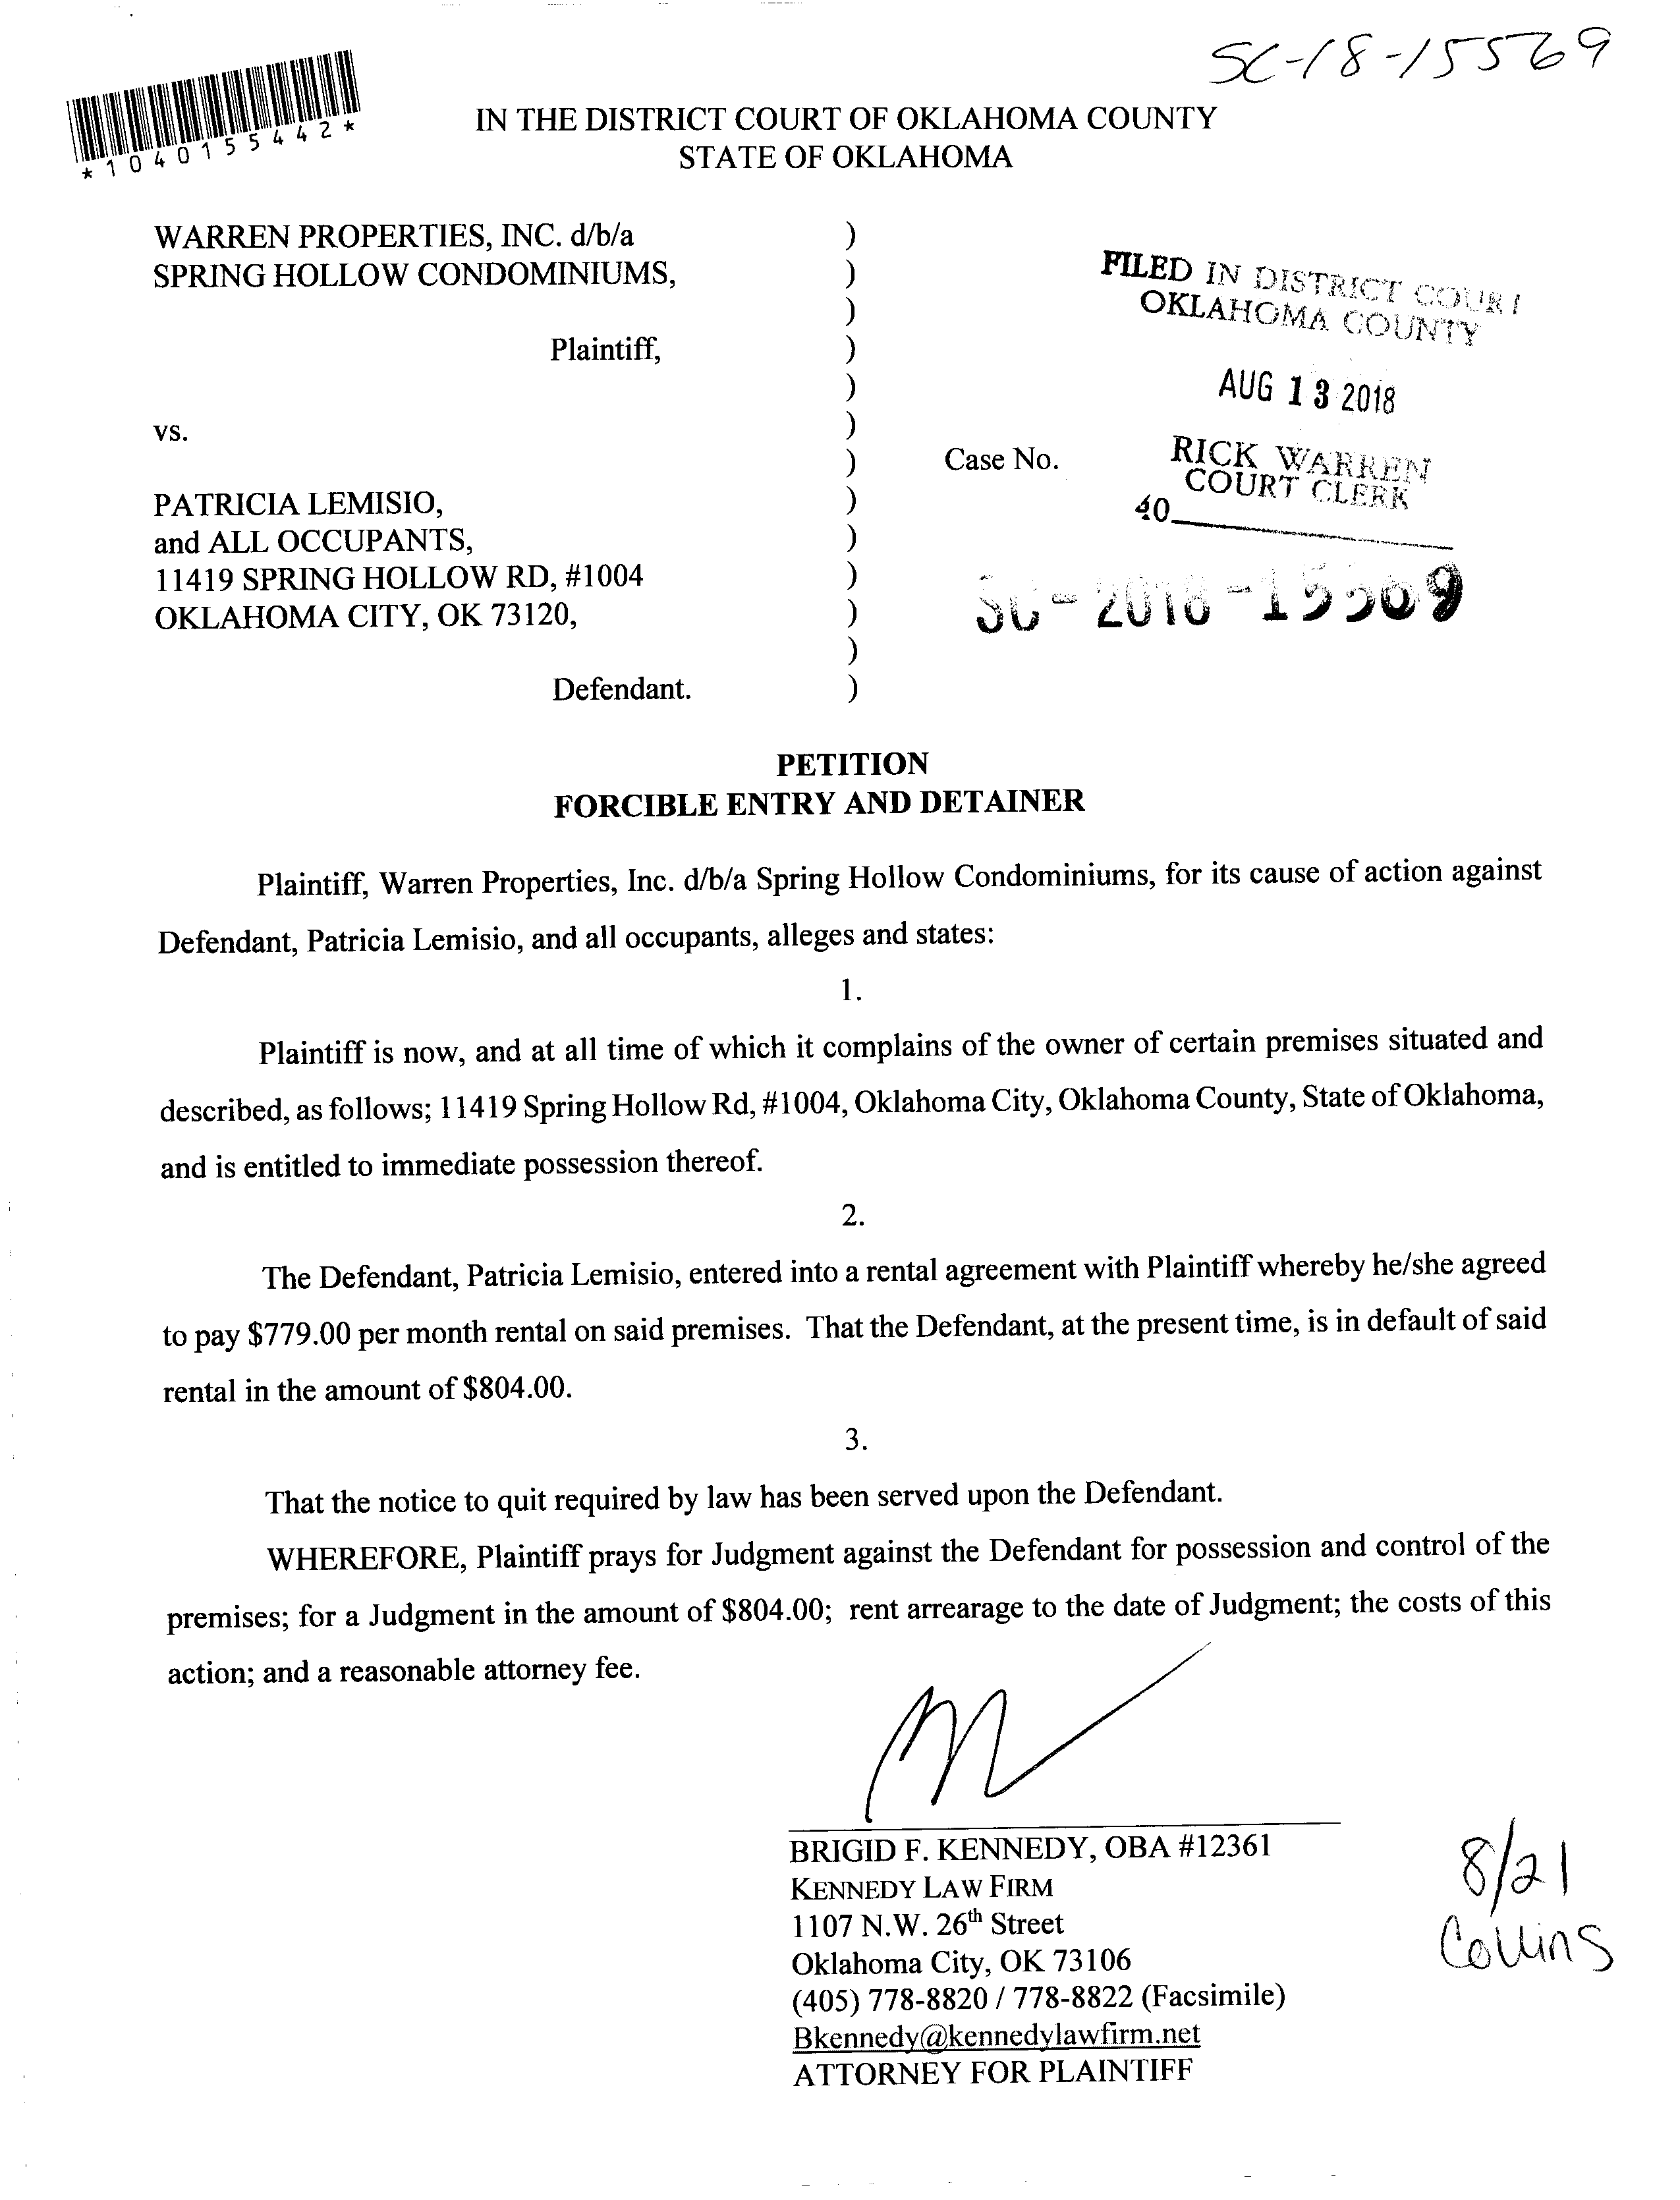 SC-18-15569
*1040155442*
IN THE DISTRICT COURT OF OKLAHOMA COUNTY
STATE OF OKLAHOMA
WARREN PROPERTIES, INC. d/b/a )
SPRING HOLLOW CONDOMINIUMS, )
)
Plaintiff, )
)
vs. )
)
PATRICIA LEMISIO, )
and ALL OCCUPANTS, )
11419 SPRING HOLLOW RD, #1004 )
OKLAHOMA CITY, OK 73120, )
)
Defendant. )
FILED IN DISTRICT COURT
OKLAHOMA COUNTY
AUG 13 2018
Case No.
RICK WARREN
COURT CLERK
40
SC-2018-15569
PETITION
FORCIBLE ENTRY AND DETAINER
Plaintiff, Warren Properties, Inc. d/b/a Spring Hollow Condominiums, for its cause of action against
Defendant, Patricia Lemisio, and all occupants, alleges and states:
1.
Plaintiff is now, and at all time of which it complains of the owner of certain premises situated and
described, as follows; 11419 Spring Hollow Rd, #1004, Oklahoma City, Oklahoma County, State of Oklahoma,
and is entitled to immediate possession thereof.
2.
The Defendant, Patricia Lemisio, entered into a rental agreement with Plaintiff whereby he/she agreed
to pay $779.00 per month rental on said premises. That the Defendant, at the present time, is in default of said
rental in the amount of $804.00.
3.
That the notice to quit required by law has been served upon the Defendant.
WHEREFORE, Plaintiff prays for Judgment against the Defendant for possession and control of the
premises; for a Judgment in the amount of $804.00; rent arrearage to the date of Judgment; the costs of this
action; and a reasonable attorney fee.
BRIGID F. KENNEDY, OBA #12361
KENNEDY LAW FIRM
1107 N.W. 26th Street
Oklahoma City, OK 73106
(405) 778-8820 / 778-8822 (Facsimile)
Bkennedy@kennedylawfirm.net
ATTORNEY FOR PLAINTIFF
8/21
Collins